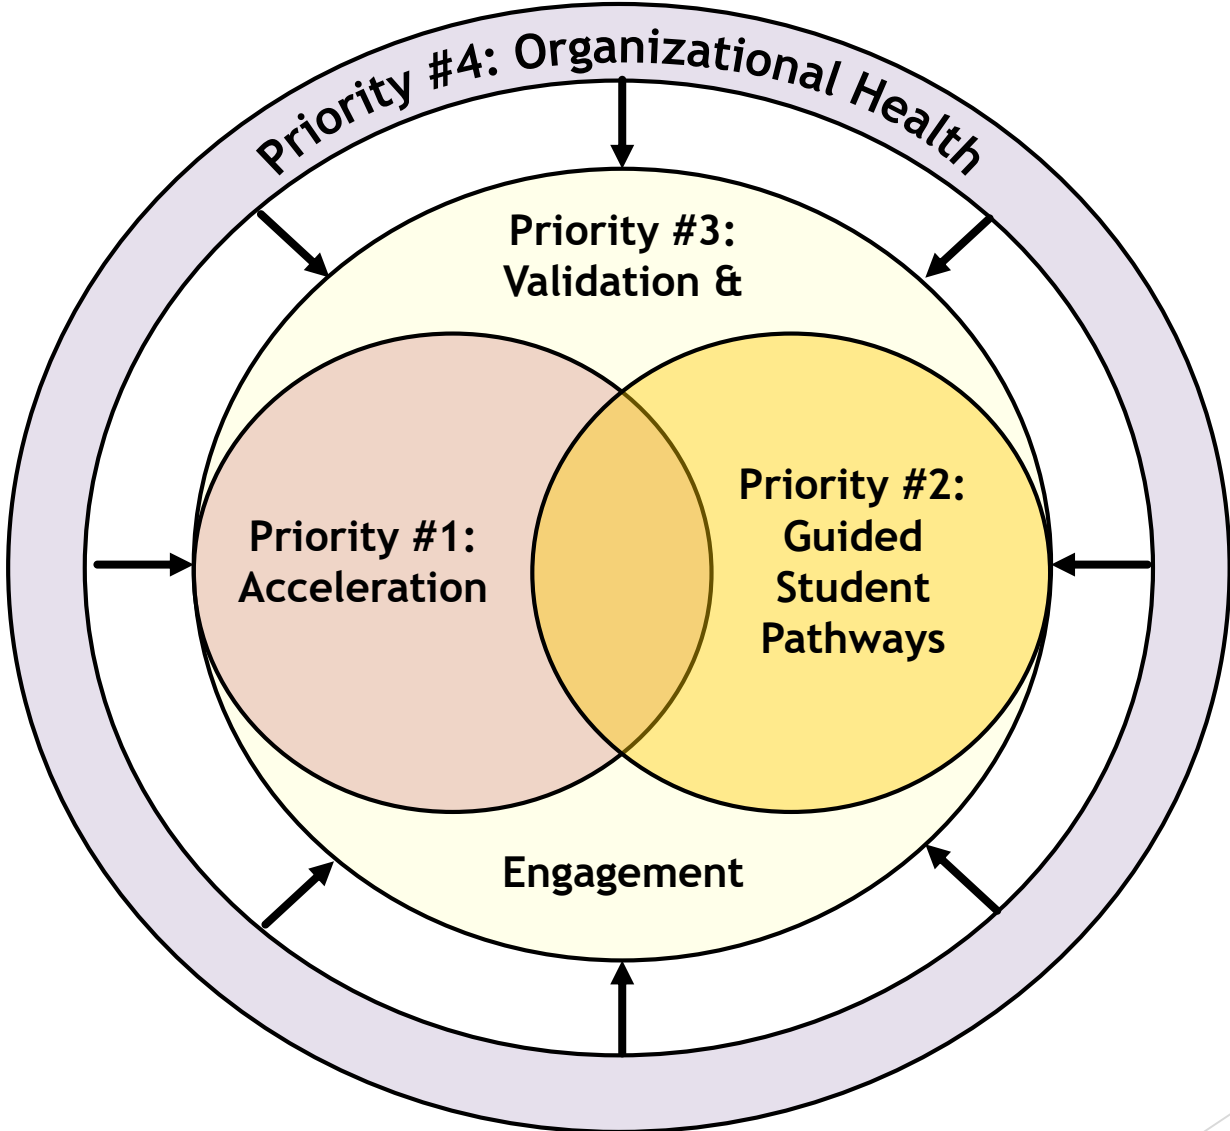 Priority #4: Organizational Health
Priority #3:
Validation &
Priority #1:
Acceleration
Priority #2:
Guided
Student
Pathways
Engagement